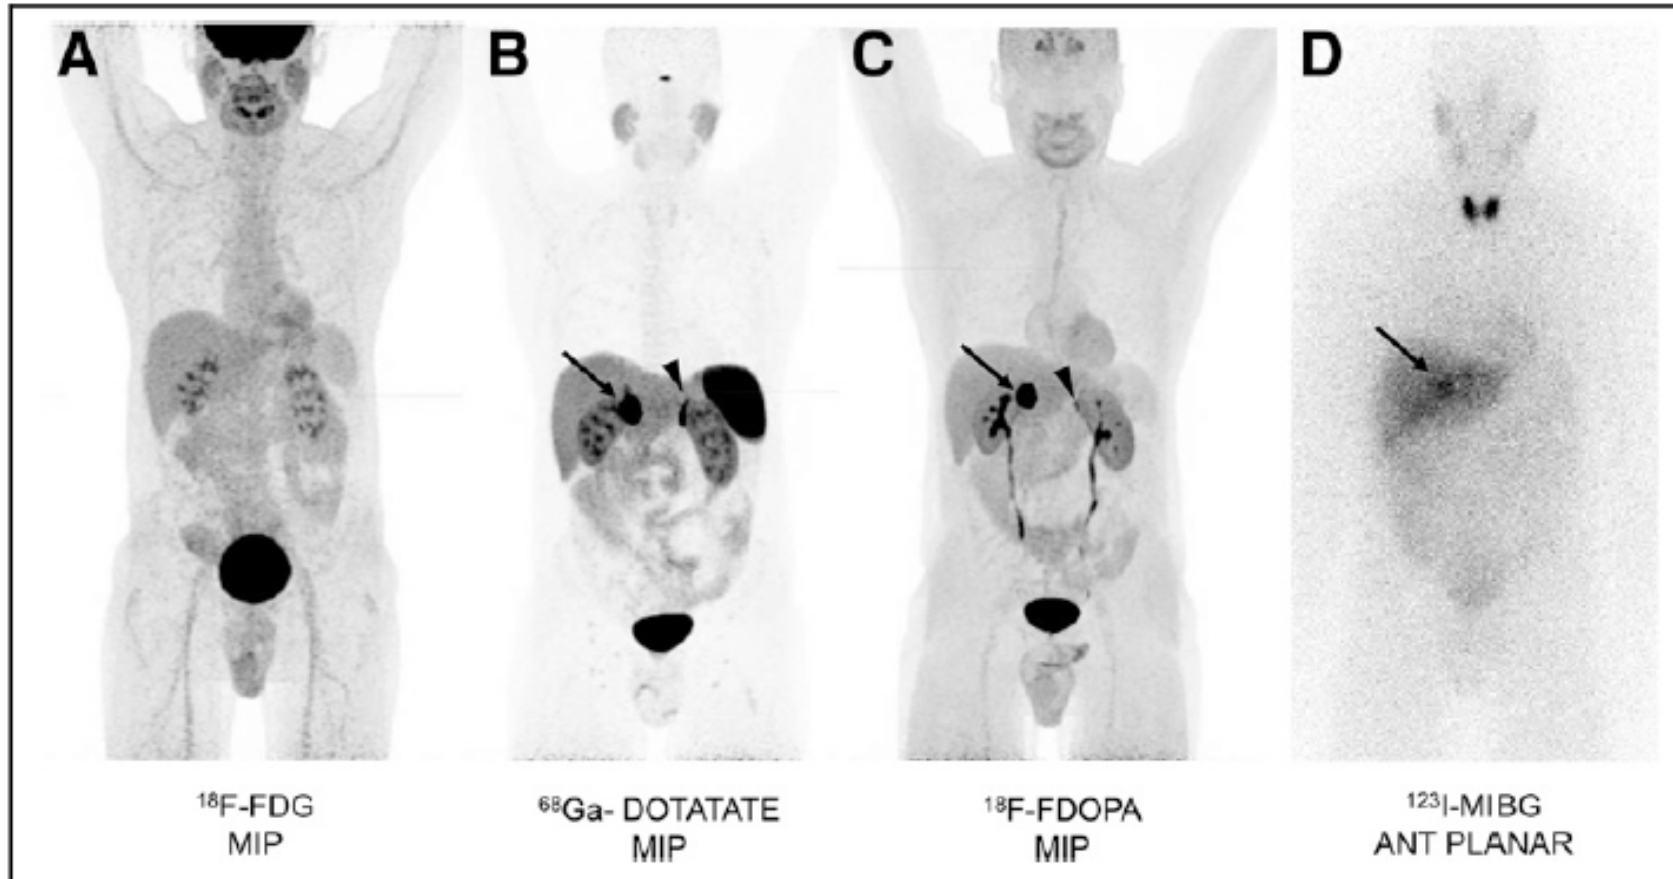 A B C D
¹⁸F-FDG
MIP
⁶⁸Ga- DOTATATE
MIP
¹⁸F-FDOPA
MIP
¹²³I-MIBG
ANT PLANAR